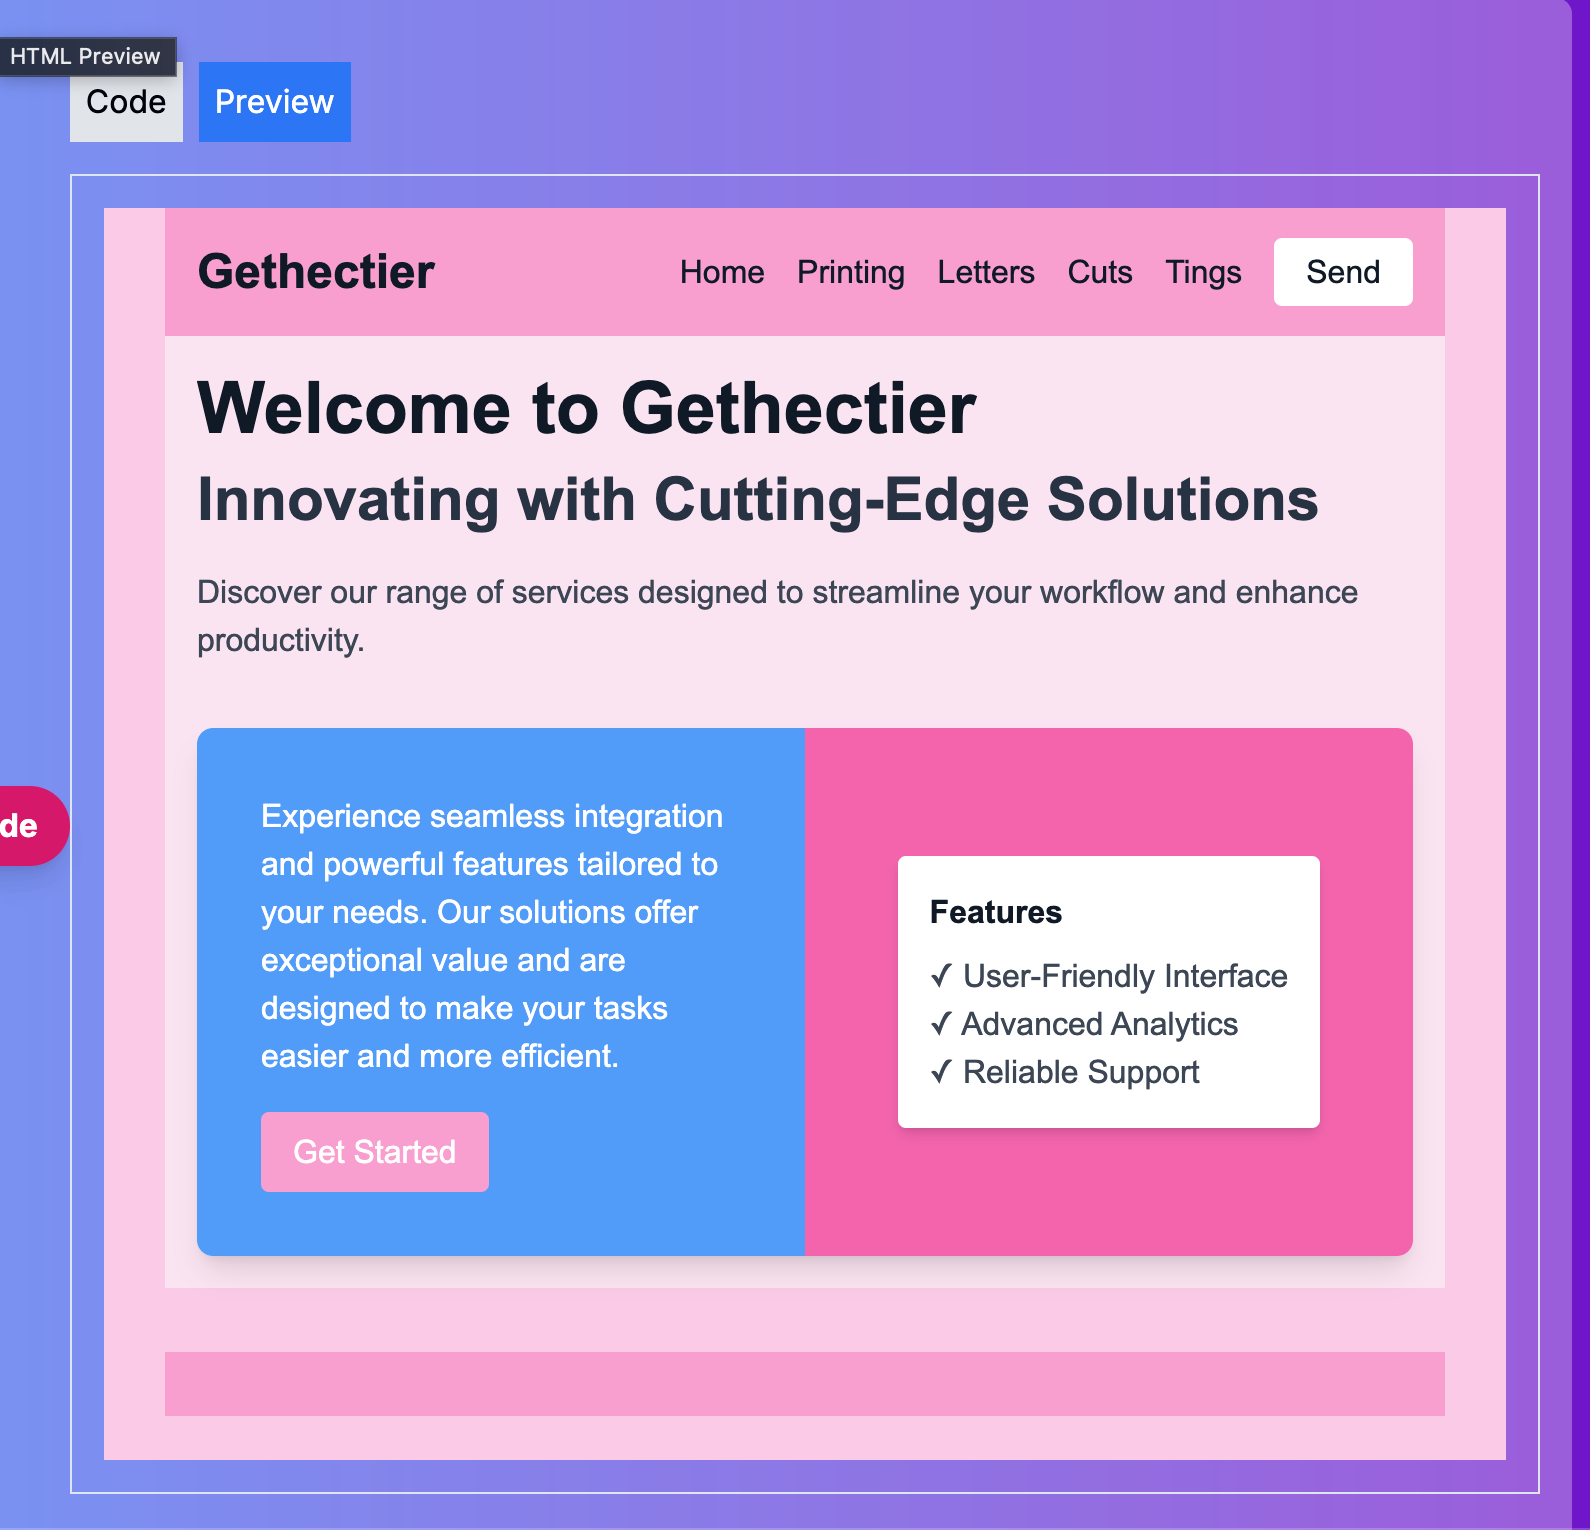 HTML Preview
Code Preview
Gethectier Home Printing Letters Cuts Tings Send
Welcome to Gethectier
Innovating with Cutting-Edge Solutions
Discover our range of services designed to streamline your workflow and enhance
productivity.
de
Experience seamless integration
and powerful features tailored to
your needs. Our solutions offer
exceptional value and are
designed to make your tasks
easier and more efficient.
Get Started
Features
✓ User-Friendly Interface
✓ Advanced Analytics
✓ Reliable Support